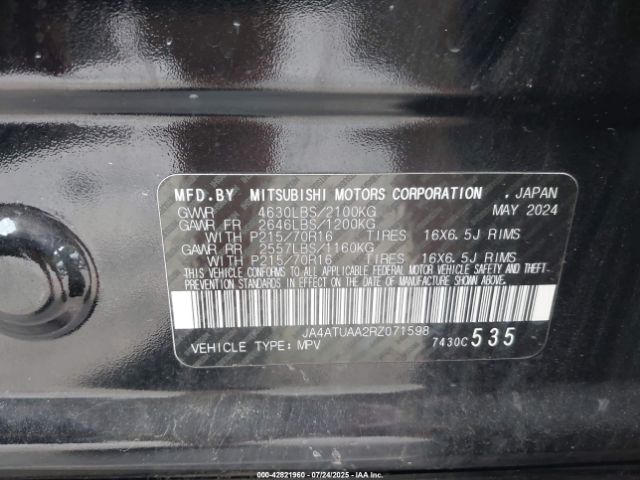 MFD.BY MITSUBISHI MOTORS CORPORATION . JAPAN
GVWR 4630LBS/2100KG MAY 2024
GAWR FR 2646LBS/1200KG
WITH P215/70R16 TIRES 16X6.5J RIMS
GAWR RR 2557LBS/1160KG
WITH P215/70R16 TIRES 16X6.5J RIMS
THIS VEHICLE CONFORMS TO ALL APPLICABLE FEDERAL MOTOR VEHICLE SAFETY AND THEFT-
PREVENTION STANDARDS IN EFFECT ON THE DATE OF MANUFACTURE SHOWN ABOVE.
JA4ATUAA2RZ071598
VEHICLE TYPE: MPV 7430C 535
000-42821960 - 07/24/2025 - IAAI.COM